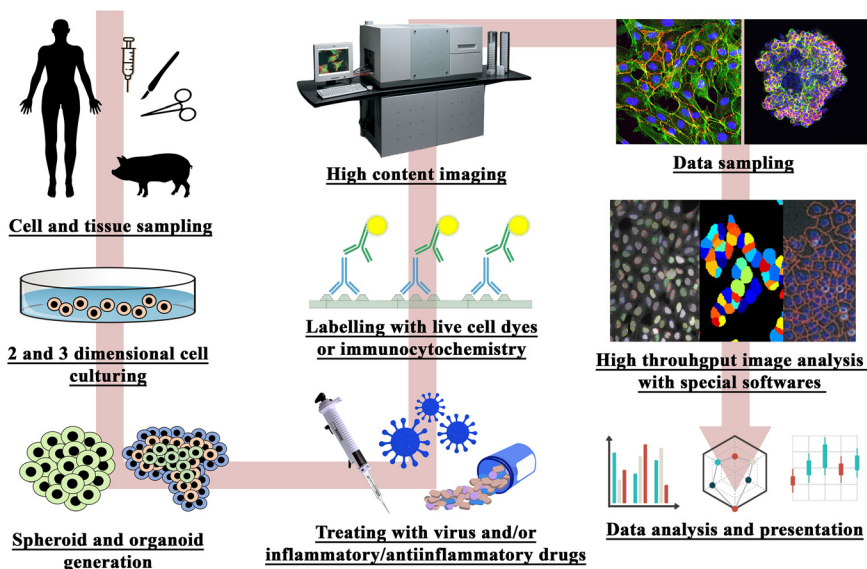 Cell and tissue sampling
2 and 3 dimensional cell
culturing
Spheroid and organoid
generation
Treating with virus and/or
inflammatory/antiinflammatory drugs
Labelling with live cell dyes
or immunocytochemistry
High content imaging
Data sampling
High throuhgput image analysis
with special softwares
Data analysis and presentation